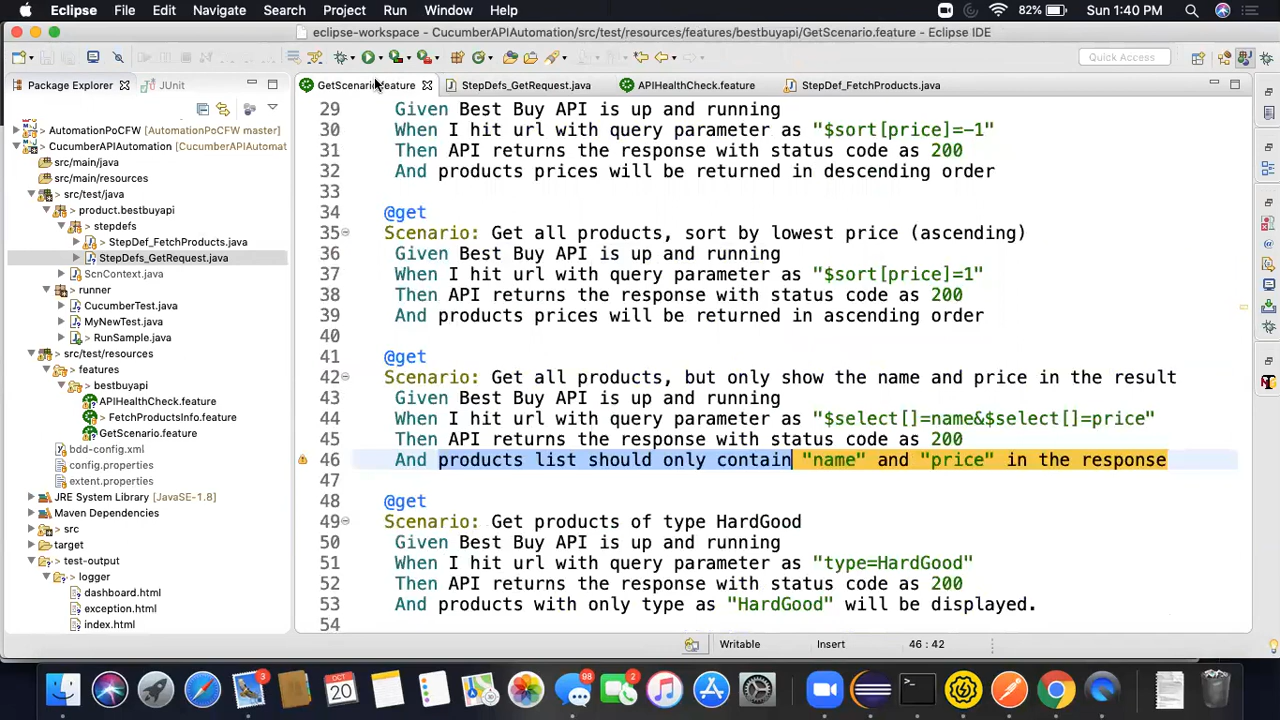 Eclipse File Edit Navigate Search Project Run Window Help 82% Sun 1:40 PM
eclipse-workspace - CucumberAPIAutomation/src/test/resources/features/bestbuyapi/GetScenario.feature - Eclipse IDE
Quick Access
Package Explorer JUnit GetScenario.feature StepDefs_GetRequest.java APIHealthCheck.feature StepDef_FetchProducts.java
> AutomationPoCFW [AutomationPoCFW master]
> CucumberAPIAutomation [CucumberAPIAutomat
src/main/java
src/main/resources
> src/test/java
> product.bestbuyapi
> stepdefs
> StepDef_FetchProducts.java
StepDefs_GetRequest.java
> ScnContext.java
runner
CucumberTest.java
MyNewTest.java
> RunSample.java
> src/test/resources
> features
> bestbuyapi
APIHealthCheck.feature
> FetchProductsInfo.feature
GetScenario.feature
bdd-config.xml
config.properties
extent.properties
JRE System Library [JavaSE-1.8]
Maven Dependencies
> src
target
> test-output
> logger
dashboard.html
exception.html
index.html
29 Given Best Buy API is up and running
30 When I hit url with query parameter as "$sort[price]=-1"
31 Then API returns the response with status code as 200
32 And products prices will be returned in descending order
33
34 @get
35 Scenario: Get all products, sort by lowest price (ascending)
36 Given Best Buy API is up and running
37 When I hit url with query parameter as "$sort[price]=1"
38 Then API returns the response with status code as 200
39 And products prices will be returned in ascending order
40
41 @get
42 Scenario: Get all products, but only show the name and price in the result
43 Given Best Buy API is up and running
44 When I hit url with query parameter as "$select[]=name&$select[]=price"
45 Then API returns the response with status code as 200
46 And products list should only contain "name" and "price" in the response
47
48 @get
49 Scenario: Get products of type HardGood
50 Given Best Buy API is up and running
51 When I hit url with query parameter as "type=HardGood"
52 Then API returns the response with status code as 200
53 And products with only type as "HardGood" will be displayed.
54
Writable Insert 46 : 42
3 OCT 20 98 2